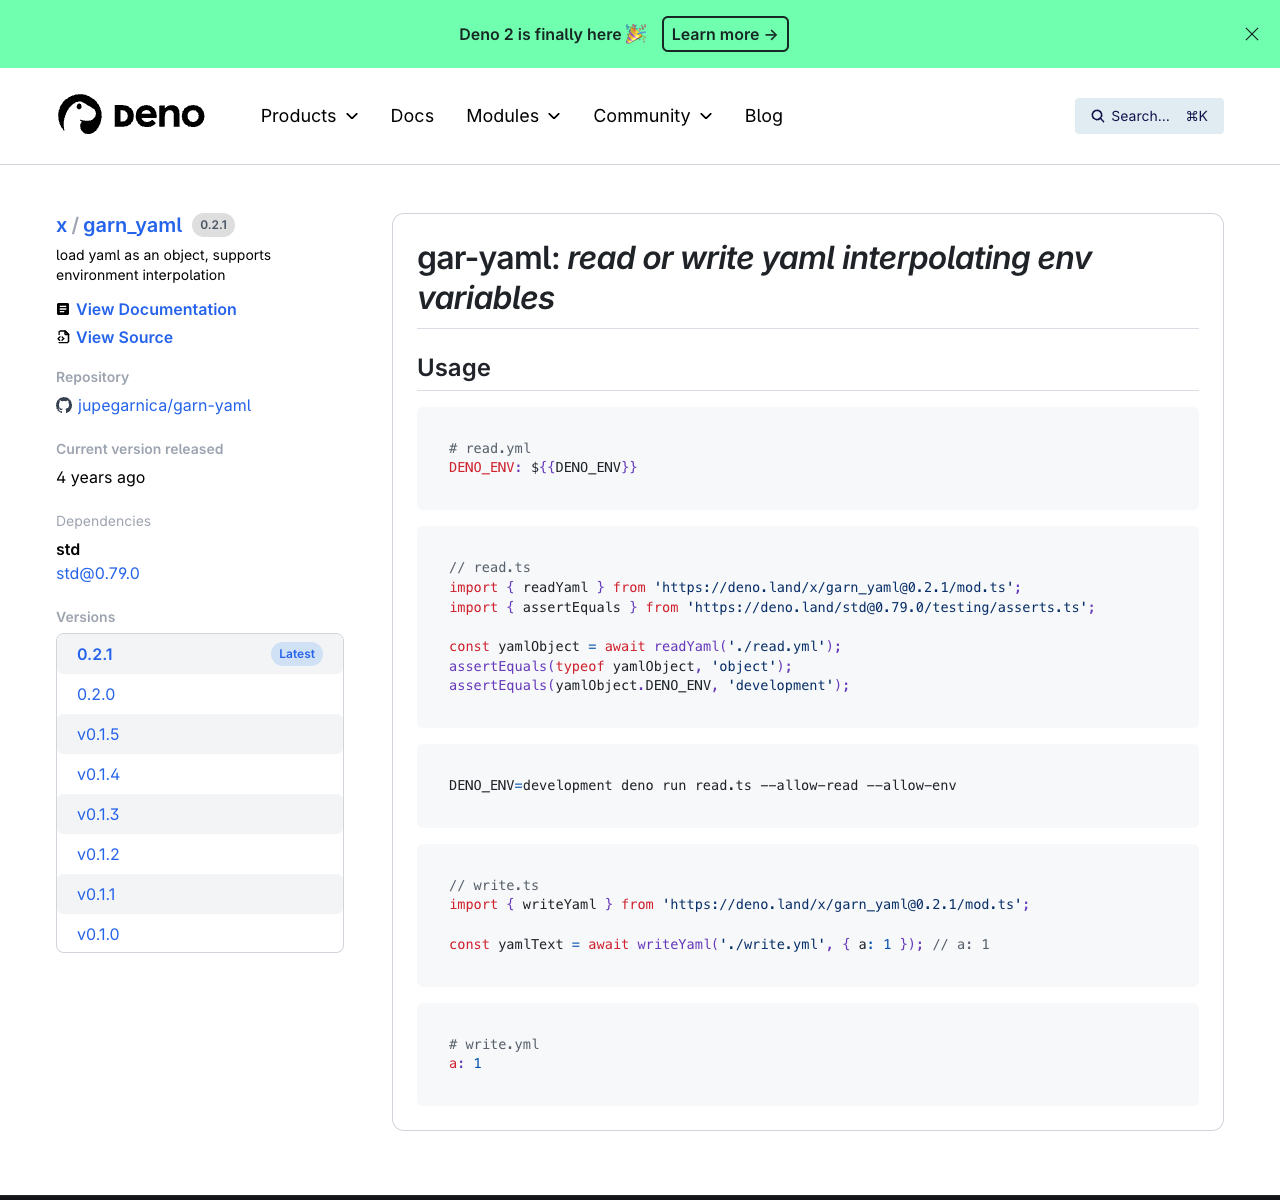 Deno 2 is finally here 🎉 Learn more →
DENO Products Docs Modules Community Blog Search... ⌘K
x / garn_yaml 0.2.1
load yaml as an object, supports
environment interpolation
View Documentation
View Source
Repository
jupegarnica/garn-yaml
Current version released
4 years ago
Dependencies
std
std@0.79.0
Versions
0.2.1 Latest
0.2.0
v0.1.5
v0.1.4
v0.1.3
v0.1.2
v0.1.1
v0.1.0
gar-yaml: read or write yaml interpolating env
variables
Usage
# read.yml
DENO_ENV: ${{DENO_ENV}}
// read.ts
import { readYaml } from 'https://deno.land/x/garn_yaml@0.2.1/mod.ts';
import { assertEquals } from 'https://deno.land/std@0.79.0/testing/asserts.ts';
const yamlObject = await readYaml('./read.yml');
assertEquals(typeof yamlObject, 'object');
assertEquals(yamlObject.DENO_ENV, 'development');
DENO_ENV=development deno run read.ts --allow-read --allow-env
// write.ts
import { writeYaml } from 'https://deno.land/x/garn_yaml@0.2.1/mod.ts';
const yamlText = await writeYaml('./write.yml', { a: 1 }); // a: 1
# write.yml
a: 1